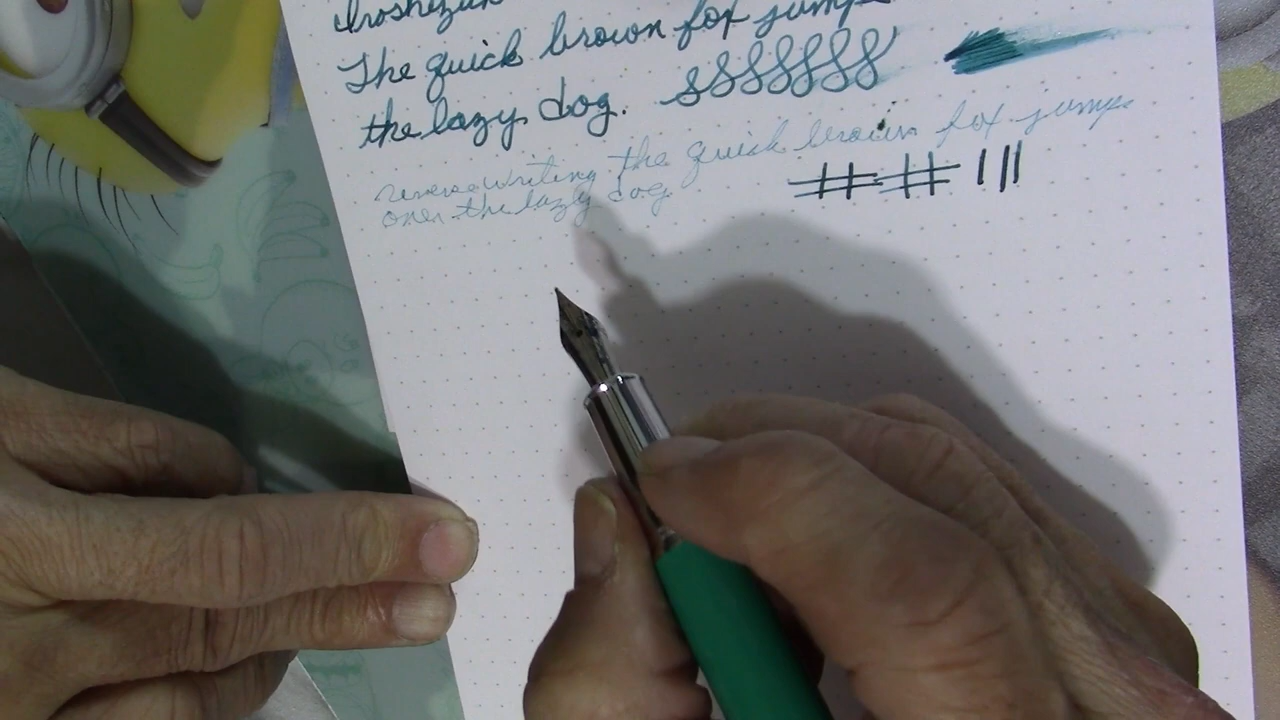 Iroshizuk
The quick brown fox jumps
the lazy dog. SSSSSSS
reverse writing the quick brown fox jumps
over the lazy dog